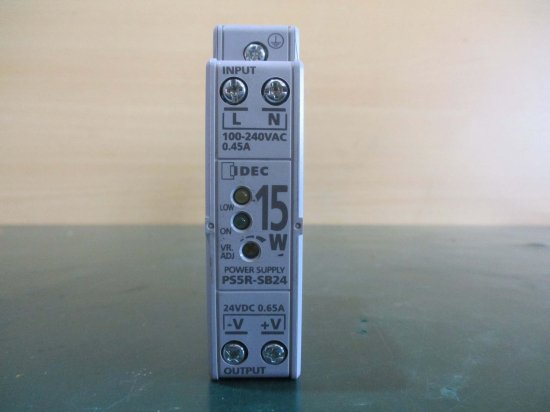 INPUT
L N
100-240VAC
0.45A
IDEC
LOW
15
ON
W
VR.
ADJ
POWER SUPPLY
PS5R-SB24
24VDC 0.65A
-V +V
OUTPUT